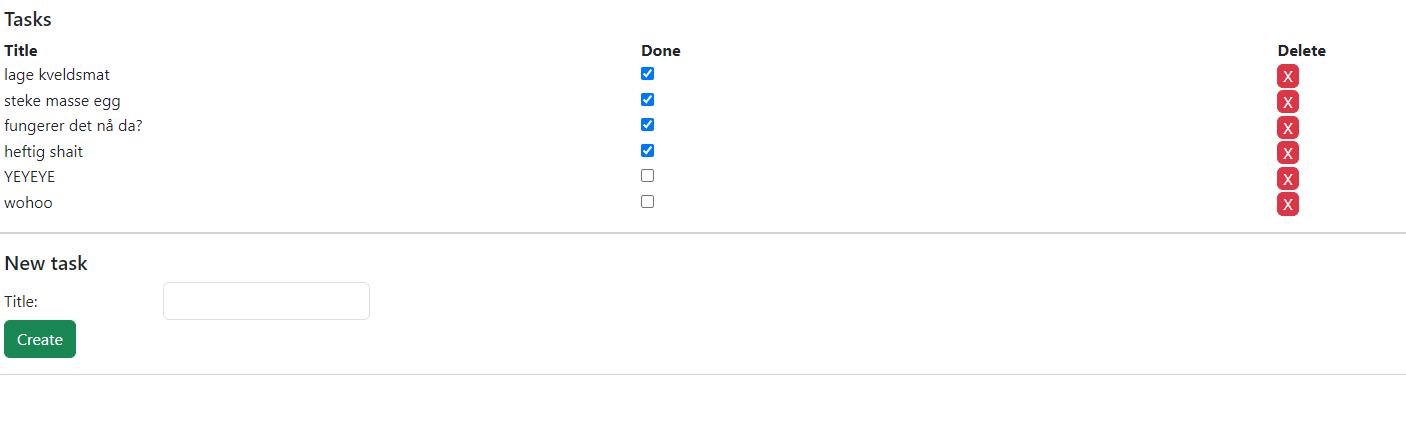 Tasks
Title Done Delete
lage kveldsmat X
steke masse egg X
fungerer det nå da? X
heftig shait X
YEYEYE X
wohoo X
New task
Title:
Create